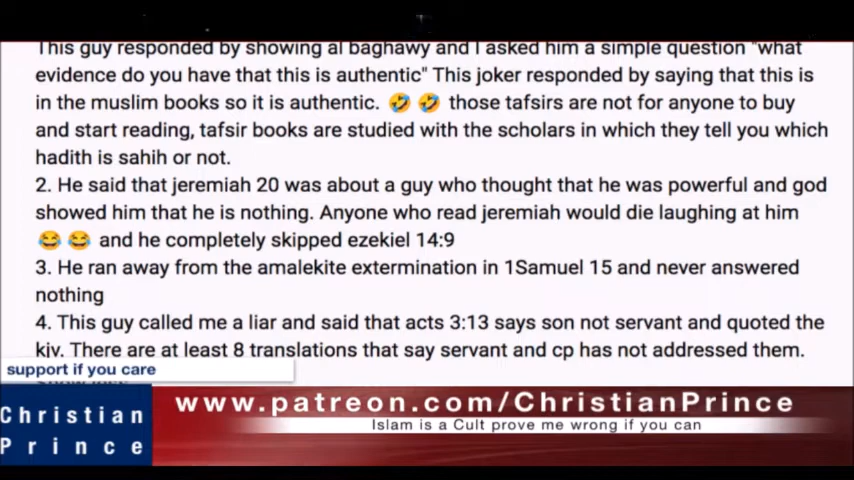 This guy responded by showing al baghawy and I asked him a simple question "what
evidence do you have that this is authentic" This joker responded by saying that this is
in the muslim books so it is authentic. 🤣 🤣 those tafsirs are not for anyone to buy
and start reading, tafsir books are studied with the scholars in which they tell you which
hadith is sahih or not.
2. He said that jeremiah 20 was about a guy who thought that he was powerful and god
showed him that he is nothing. Anyone who read jeremiah would die laughing at him
😂 😂 and he completely skipped ezekiel 14:9
3. He ran away from the amalekite extermination in 1Samuel 15 and never answered
nothing
4. This guy called me a liar and said that acts 3:13 says son not servant and quoted the
kjv. There are at least 8 translations that say servant and cp has not addressed them.
support if you care
Christian
Prince
www.patreon.com/ChristianPrince
Islam is a Cult prove me wrong if you can